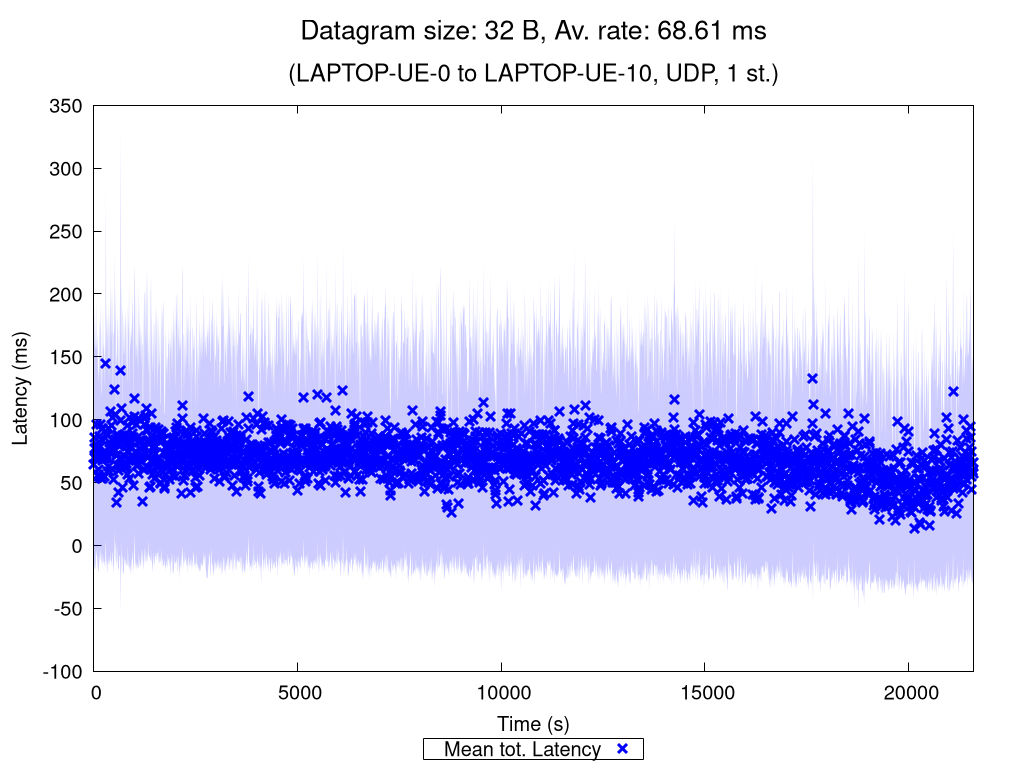 Datagram size: 32 B, Av. rate: 68.61 ms
(LAPTOP-UE-0 to LAPTOP-UE-10, UDP, 1 st.)
350
300
250
200
150
100
50
0
-50
-100
Latency (ms)
0 5000 10000 15000 20000
Time (s)
Mean tot. Latency